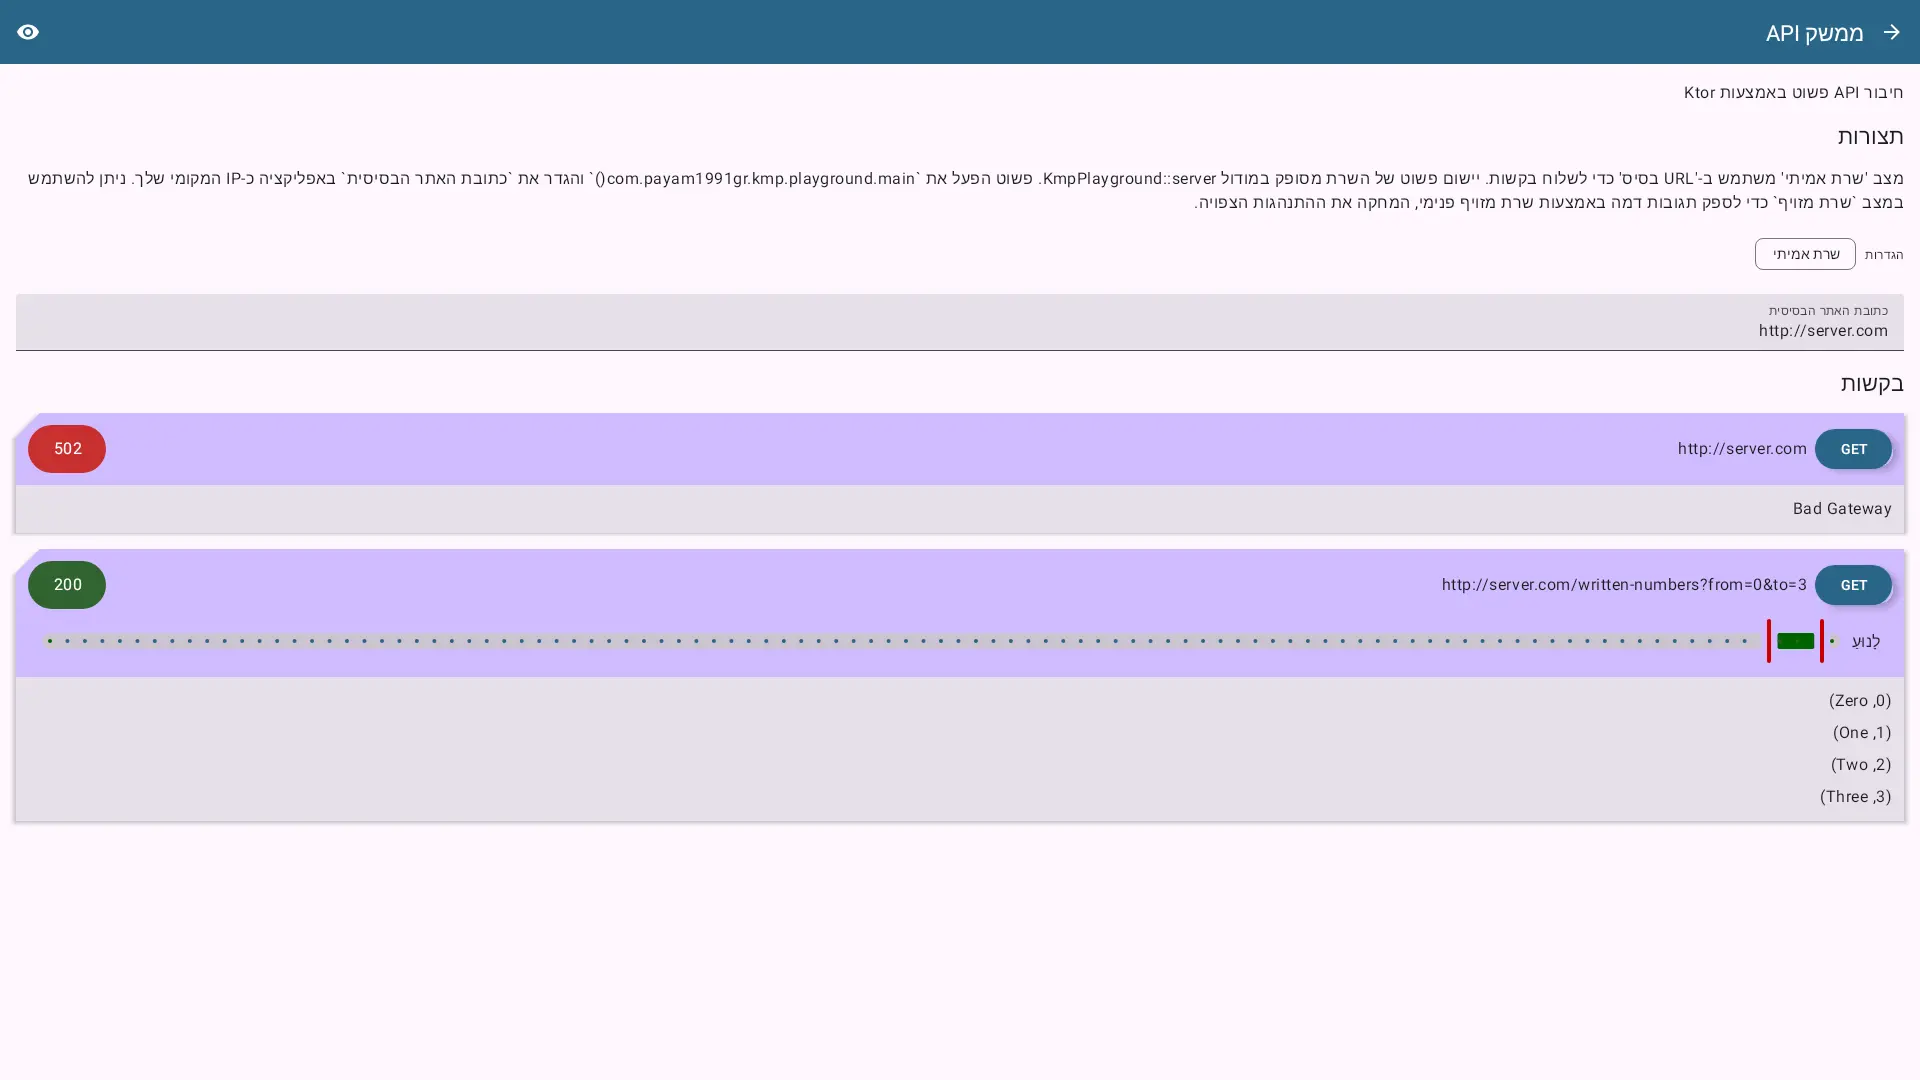 ממשק API
חיבור API פשוט באמצעות Ktor
תצורות
מצב 'שרת אמיתי' משתמש ב-'URL בסיס' כדי לשלוח בקשות. יישום פשוט של השרת מסופק במודול KmpPlayground::server. פשוט הפעל את `com.payam1991gr.kmp.playground.main()` והגדר את `כתובת האתר הבסיסית` באפליקציה כ-IP המקומי שלך. ניתן להשתמש
במצב `שרת מזויף` כדי לספק תגובות דמה באמצעות שרת מזויף פנימי, המחקה את ההתנהגות הצפויה.
הגדרות שרת אמיתי
כתובת האתר הבסיסית
http://server.com
בקשות
GET http://server.com 502
Bad Gateway
GET http://server.com/written-numbers?from=0&to=3 200
לָנוּעַ
(0, Zero)
(1, One)
(2, Two)
(3, Three)